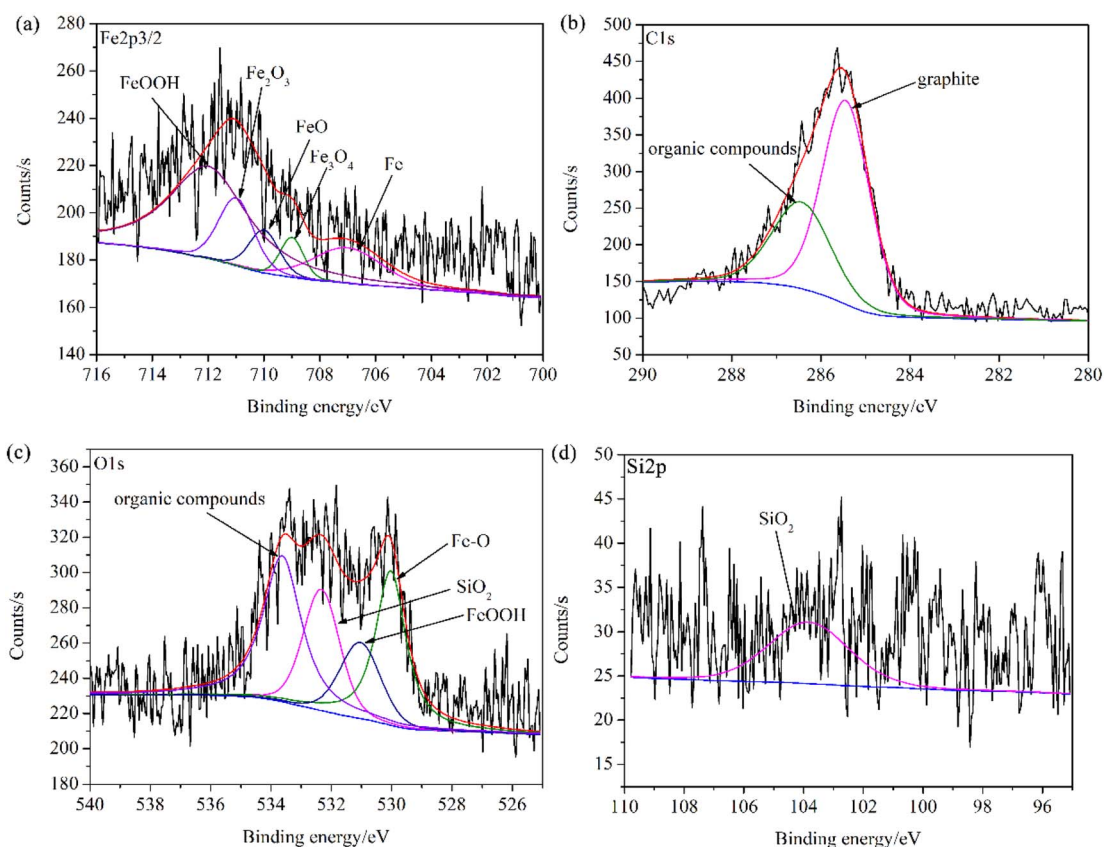 (a)
Fe2p3/2
FeOOH
Fe2O3
FeO
Fe3O4
Fe
Counts/s
280
260
240
220
200
180
160
140
716 714 712 710 708 706 704 702 700
Binding energy/eV
(b)
C1s
graphite
organic compounds
Counts/s
500
450
400
350
300
250
200
150
100
50
290 288 286 284 282 280
Binding energy/eV
(c)
O1s
organic compounds
Fe-O
SiO2
FeOOH
Counts/s
360
340
320
300
280
260
240
220
200
180
540 538 536 534 532 530 528 526
Binding energy/eV
(d)
Si2p
SiO2
Counts/s
50
45
40
35
30
25
20
15
110 108 106 104 102 100 98 96
Binding energy/eV